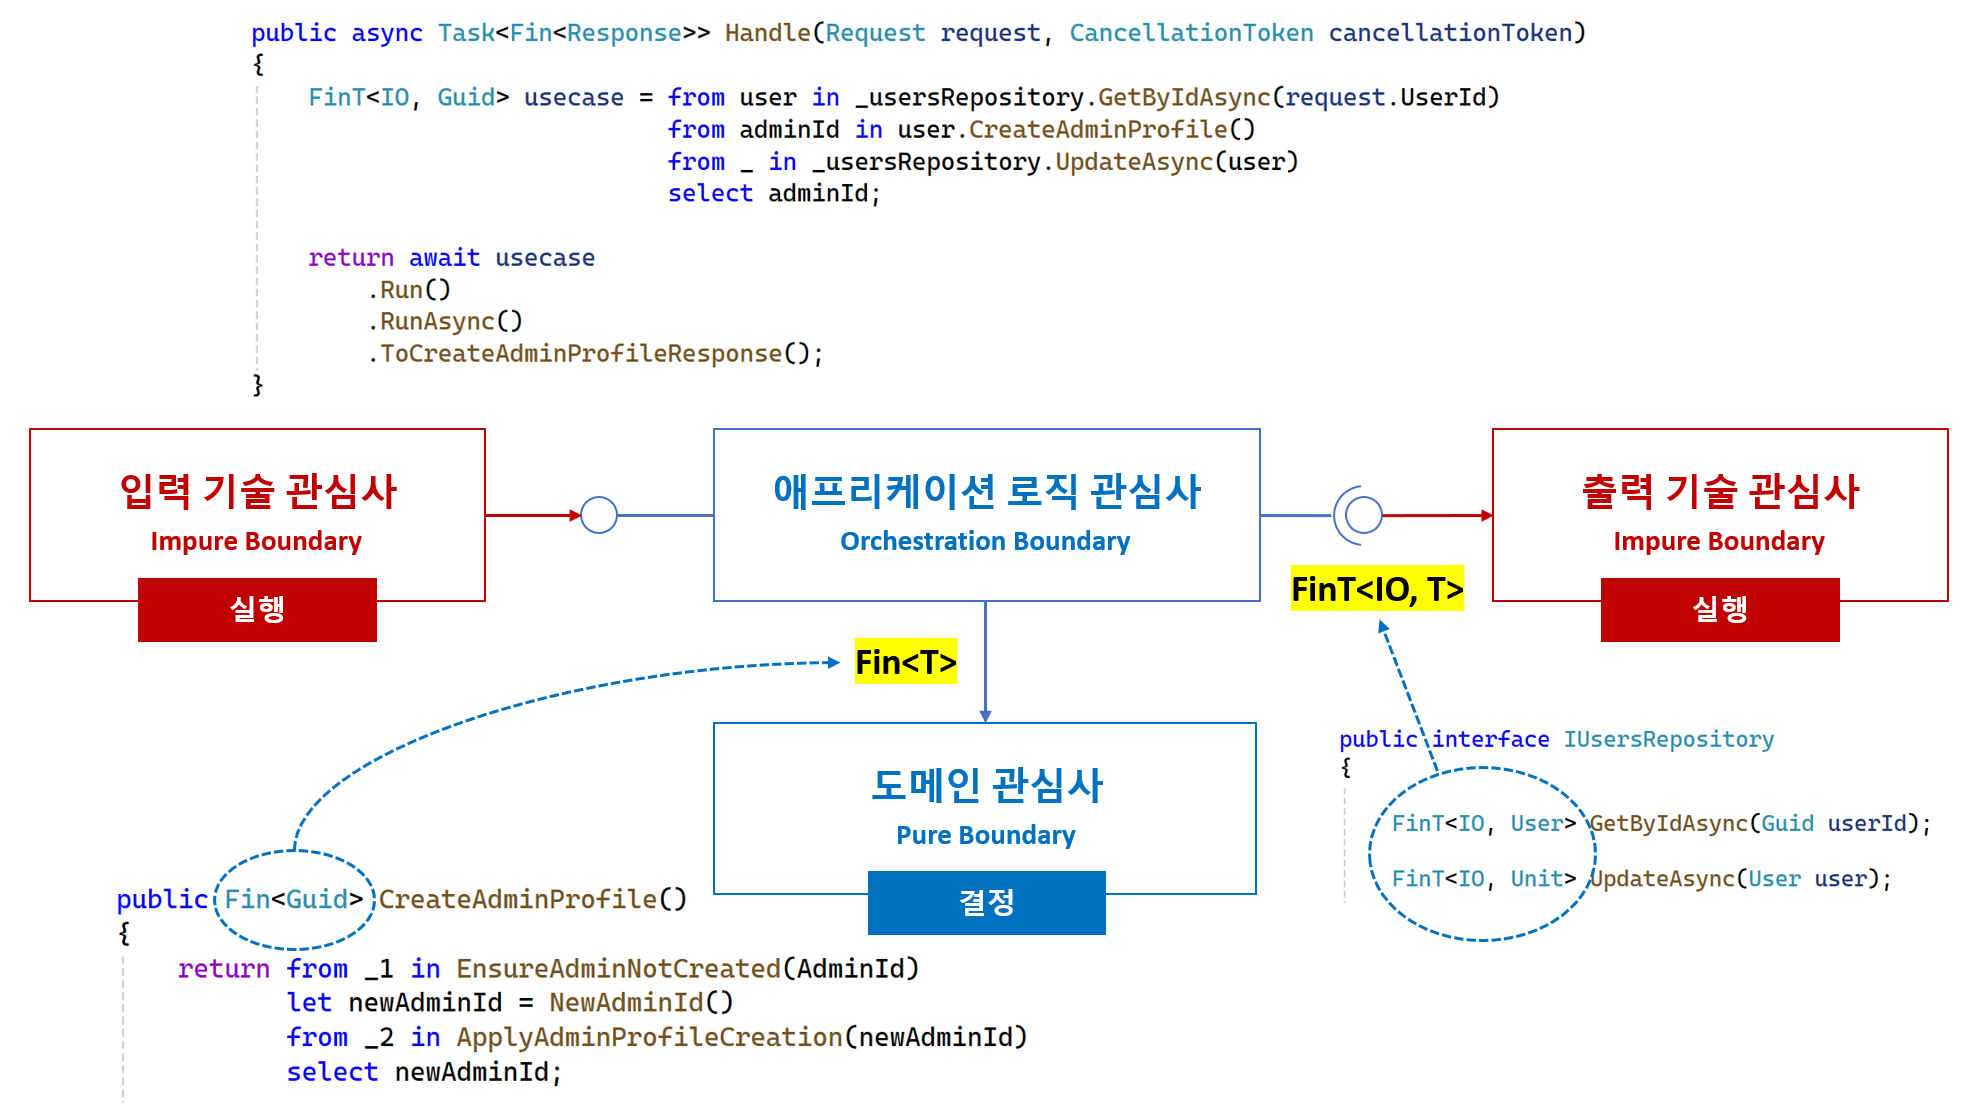 public async Task<Fin<Response>> Handle(Request request, CancellationToken cancellationToken)
{
FinT<IO, Guid> usecase = from user in _usersRepository.GetByIdAsync(request.UserId)
from adminId in user.CreateAdminProfile()
from _ in _usersRepository.UpdateAsync(user)
select adminId;
return await usecase
.Run()
.RunAsync()
.ToCreateAdminProfileResponse();
}
입력 기술 관심사
Impure Boundary
실행
애프리케이션 로직 관심사
Orchestration Boundary
출력 기술 관심사
Impure Boundary
실행
FinT<IO, T>
Fin<T>
도메인 관심사
Pure Boundary
결정
public interface IUsersRepository
{
FinT<IO, User> GetByIdAsync(Guid userId);
FinT<IO, Unit> UpdateAsync(User user);
public Fin<Guid> CreateAdminProfile()
{
return from _1 in EnsureAdminNotCreated(AdminId)
let newAdminId = NewAdminId()
from _2 in ApplyAdminProfileCreation(newAdminId)
select newAdminId;